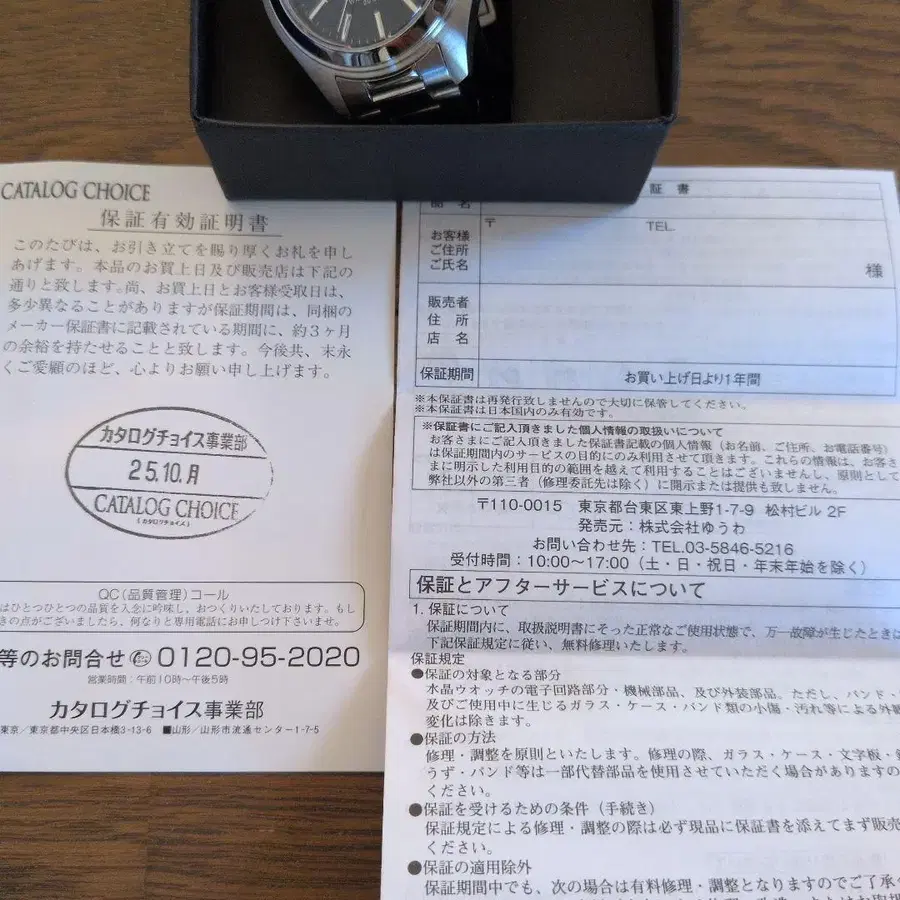 CATALOG CHOICE
保証有効証明書
このたびは、お引き立てを賜り厚くお札を申し
あげます。本品のお買上日及び販売店は下記の
通りと致します。尚、お買上日とお客様受取日は、
多少異なることがありますが保証期間は、同梱の
メーカー保証書に記載されている期間に、約3ヶ月
の余裕を持たせることと致します。今後共、末永
くご愛顧のほど、心よりお願い申し上げます。
カタログチョイス事業部
25.10.月
CATALOG CHOICE
(カタログチョイス)
QC(品質管理)コール
はひとつひとつの品質を入念に吟味し、おつくりいたしております。もし
きの点がございましたら、何なりと専用電話にお申しつけ下さいませ。
等のお問合せ 0120-95-2020
営業時間:午前10時〜午後5時
カタログチョイス事業部
東京/東京都中央区日本橋3-13-6 ■山形/山形市流通センター1-7-5
証書
品名
〒 TEL.
お客様
ご住所
ご氏名
様
販売者
住所
店名
保証期間 お買い上げ日より1年間
※本保証書は再発行致しませんので大切に保管してください。
※本保証書は日本国内のみ有効です。
※保証書にご記入頂きました個人情報の取扱いについて
お客さまにご記入頂きました保証書記載の個人情報(お名前、ご住所、お電話番号)
は保証期間内のサービスの目的にのみ利用させて頂きます。これらの情報は、お客さ
まに明示した利用目的の範囲を越えて利用することはございませんし、原則として
弊社以外の第三者(修理委託先は除く)に開示または提供も致しません。
〒110-0015 東京都台東区東上野1-7-9 松村ビル 2F
発売元:株式会社ゆうわ
お問い合わせ先:TEL.03-5846-5216
受付時間:10:00〜17:00(土・日・祝日・年末年始を除く)
保証とアフターサービスについて
1. 保証について
保証期間内に、取扱説明書にそった正常なご使用状態で、万一故障が生じたときは
下記保証規定に従い、無料修理いたします。
保証規定
●保証の対象となる部分
水晶ウオッチの電子回路部分・機械部品、及び外装部品。ただし、バンド・
及びご使用中に生じるガラス・ケース・バンド類の小傷・汚れ等による外観
変化は除きます。
●保証の方法
修理・調整を原則といたします。修理の際、ガラス・ケース・文字板・
うず・バンド等は一部代替部品を使用させていただく場合がありますの
ください。
●保証を受けるための条件(手続き)
保証規定による修理・調整の際は必ず現品に保証書を添えてまず販売
ください。
●保証の適用除外
保証期間中でも、次の場合は有料修理・調整となりますのでご了承